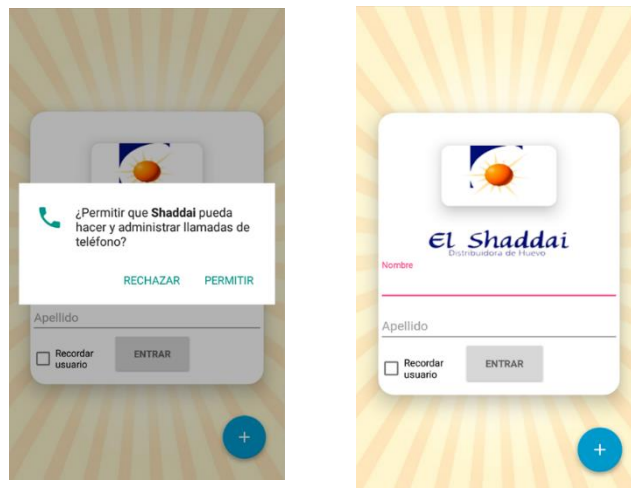 ¿Permitir que Shaddai pueda
hacer y administrar llamadas de
teléfono?
RECHAZAR PERMITIR
Apellido
Recordar
usuario
ENTRAR
+
El Shaddai
Distribuidora de Huevo
Nombre
Apellido
Recordar
usuario
ENTRAR
+